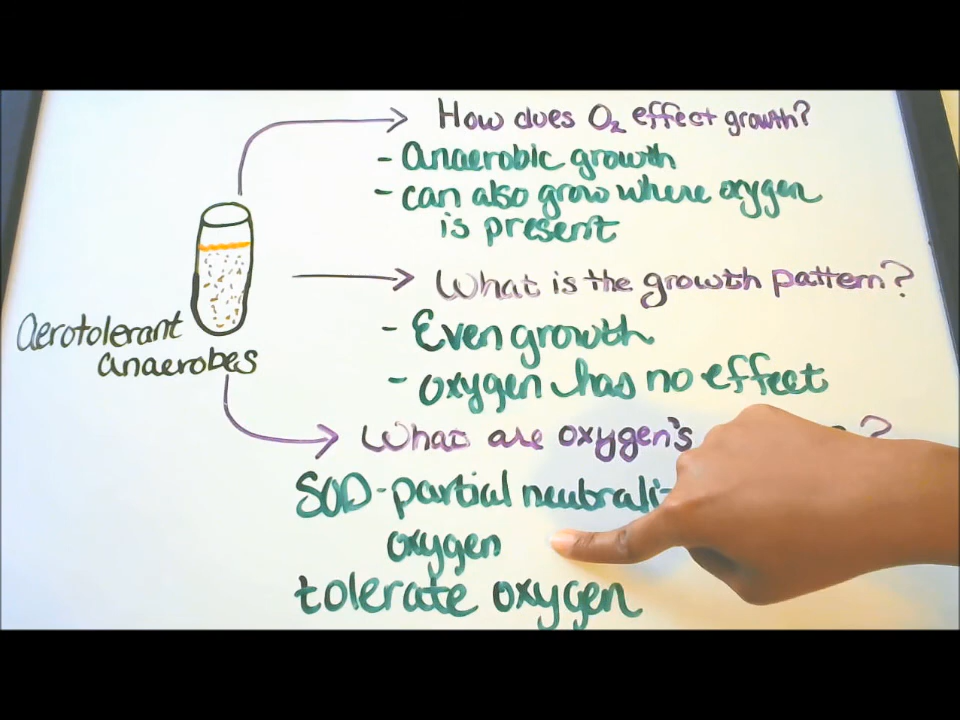 How does O₂ effect growth?
- anaerobic growth
- can also grow where oxygen
is present
What is the growth pattern?
- Even growth
- oxygen has no effect
aerotolerant
anaerobes
What are oxygen's ?
SOD-partial
oxygen
tolerate oxygen